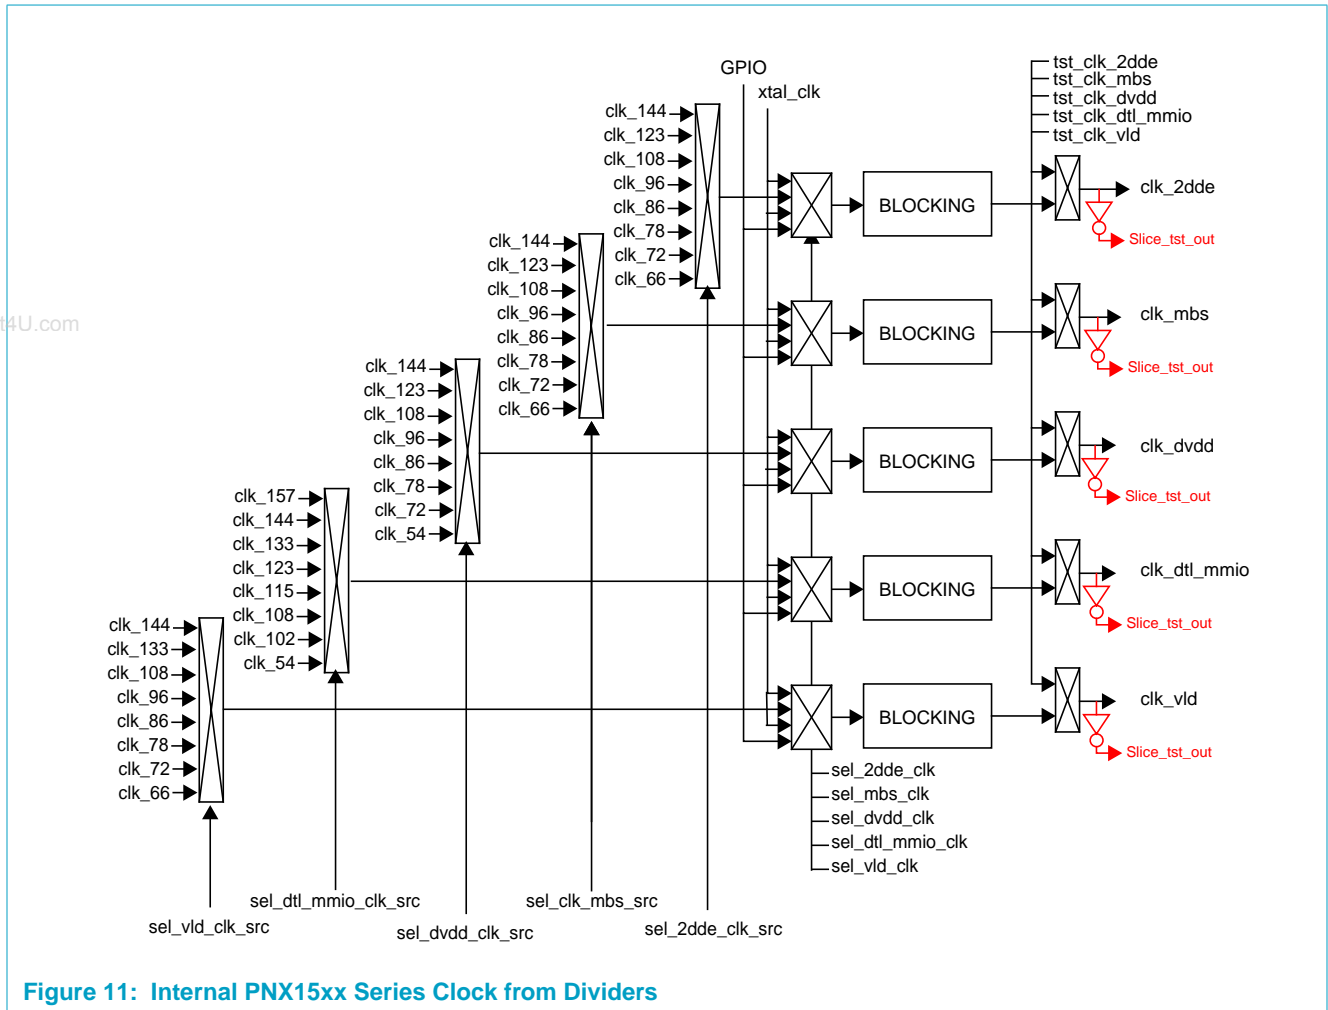 GPIO
xtal_clk
tst_clk_2dde
tst_clk_mbs
tst_clk_dvdd
tst_clk_dtl_mmio
tst_clk_vld
clk_144
clk_123
clk_108
clk_96
clk_86
clk_78
clk_72
clk_66
BLOCKING
clk_2dde
Slice_tst_out
clk_144
clk_123
clk_108
clk_96
clk_86
clk_78
clk_72
clk_66
BLOCKING
clk_mbs
Slice_tst_out
t4U.com
clk_144
clk_123
clk_108
clk_96
clk_86
clk_78
clk_72
clk_54
BLOCKING
clk_dvdd
Slice_tst_out
clk_157
clk_144
clk_133
clk_123
clk_115
clk_108
clk_102
clk_54
BLOCKING
clk_dtl_mmio
Slice_tst_out
clk_144
clk_133
clk_108
clk_96
clk_86
clk_78
clk_72
clk_66
BLOCKING
clk_vld
Slice_tst_out
sel_2dde_clk
sel_mbs_clk
sel_dvdd_clk
sel_dtl_mmio_clk
sel_vld_clk
sel_vld_clk_src
sel_dtl_mmio_clk_src
sel_dvdd_clk_src
sel_clk_mbs_src
sel_2dde_clk_src
Figure 11: Internal PNX15xx Series Clock from Dividers